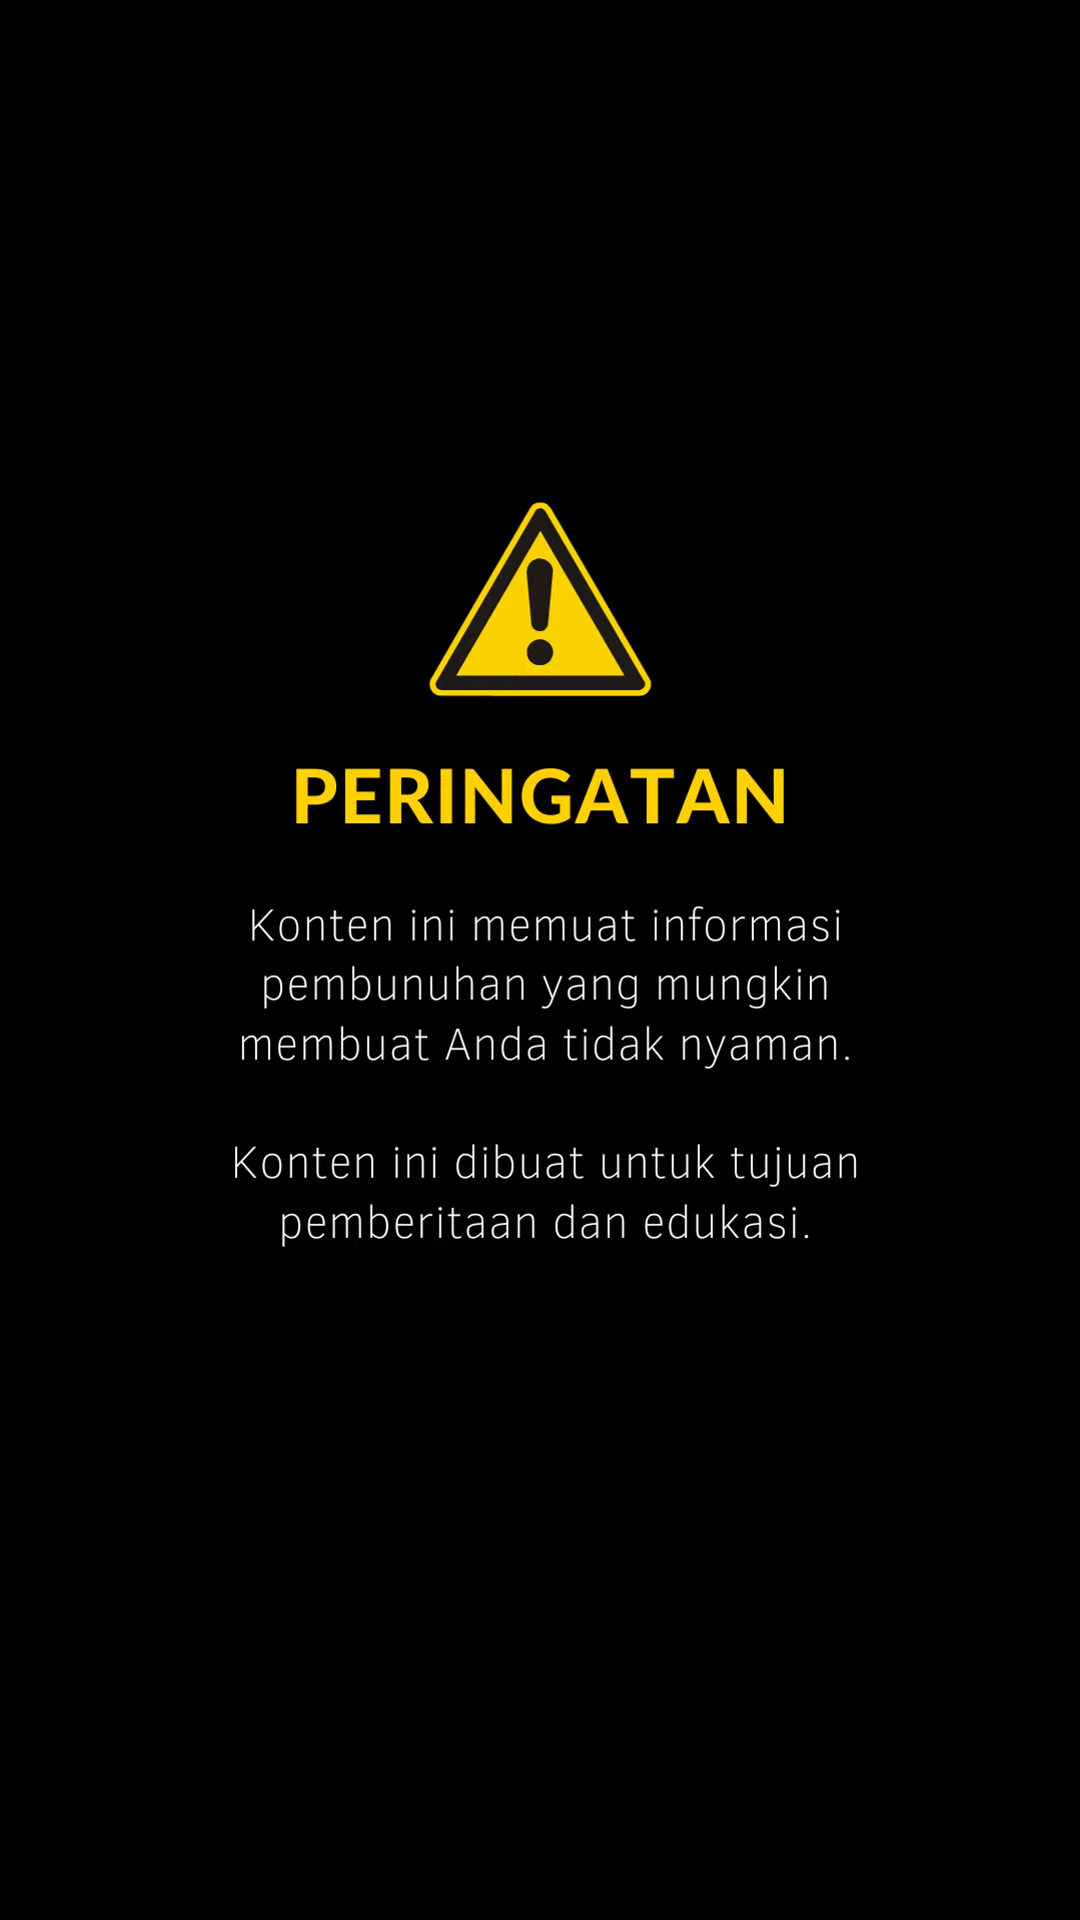 PERINGATAN
Konten ini memuat informasi
pembunuhan yang mungkin
membuat Anda tidak nyaman.
Konten ini dibuat untuk tujuan
pemberitaan dan edukasi.